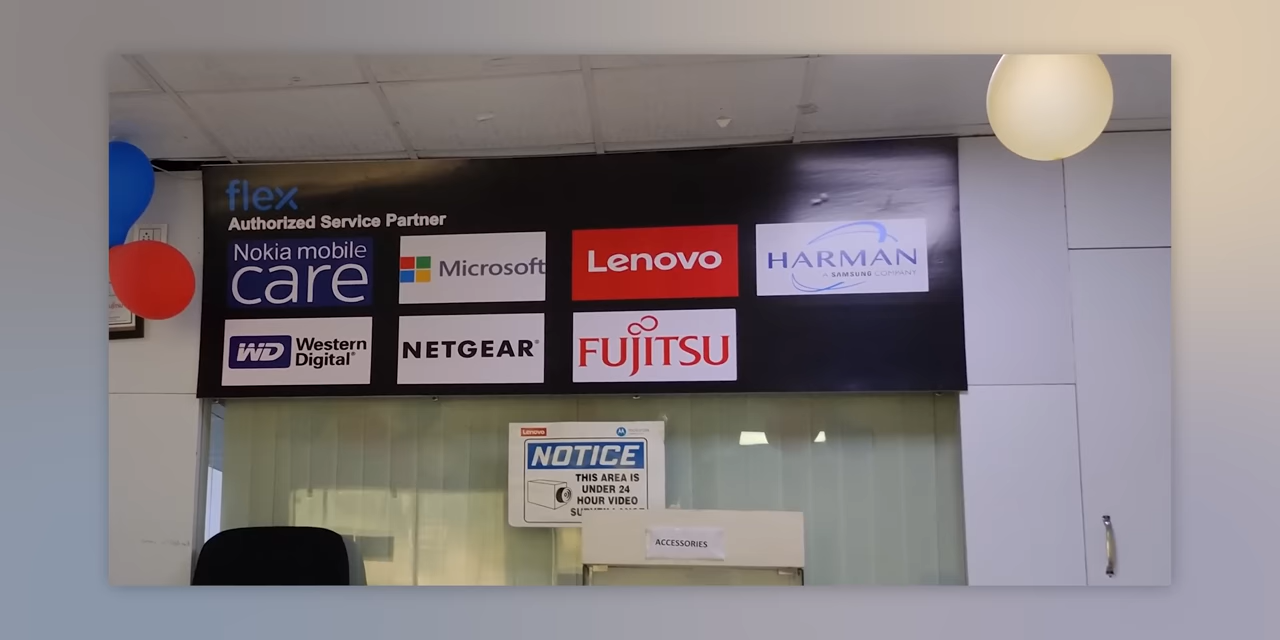 flex
Authorized Service Partner
Nokia mobile
care
Microsoft
Lenovo
HARMAN
A SAMSUNG COMPANY
WD Western
Digital®
NETGEAR®
FUJITSU
Lenovo
motorola
NOTICE
THIS AREA IS
UNDER 24
HOUR VIDEO
ACCESSORIES